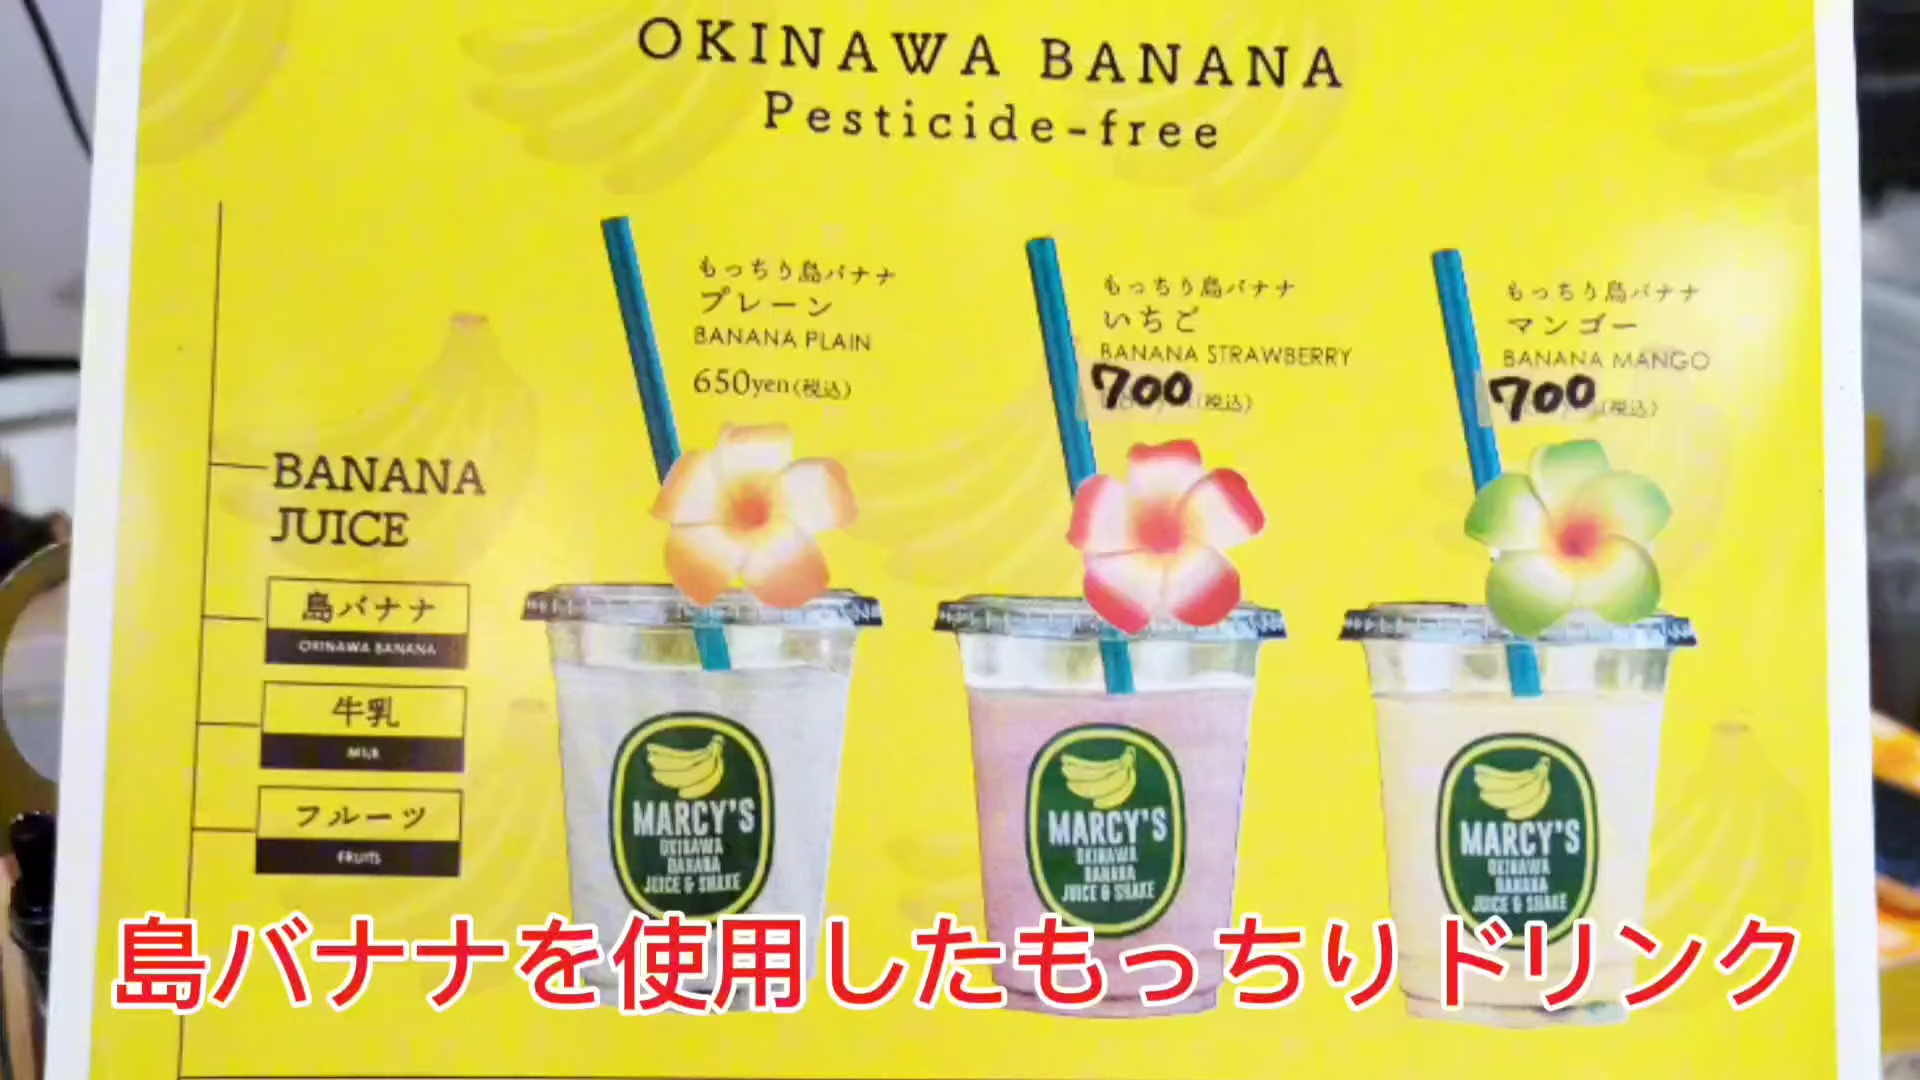 OKINAWA BANANA
Pesticide-free
もっちり島バナナ
プレーン
BANANA PLAIN
650yen(税込)
もっちり島バナナ
いちご
BANANA STRAWBERRY
700
(税込)
もっちり島バナナ
マンゴー
BANANA MANGO
700
(税込)
BANANA
JUICE
島バナナ
OKINAWA BANANA
牛乳
MILK
フルーツ
FRUITS
MARCY'S
OKINAWA
BANANA
JUICE & SHAKE
MARCY'S
OKINAWA
BANANA
JUICE & SHAKE
MARCY'S
OKINAWA
BANANA
JUICE & SHAKE
島バナナを使用したもっちりドリンク